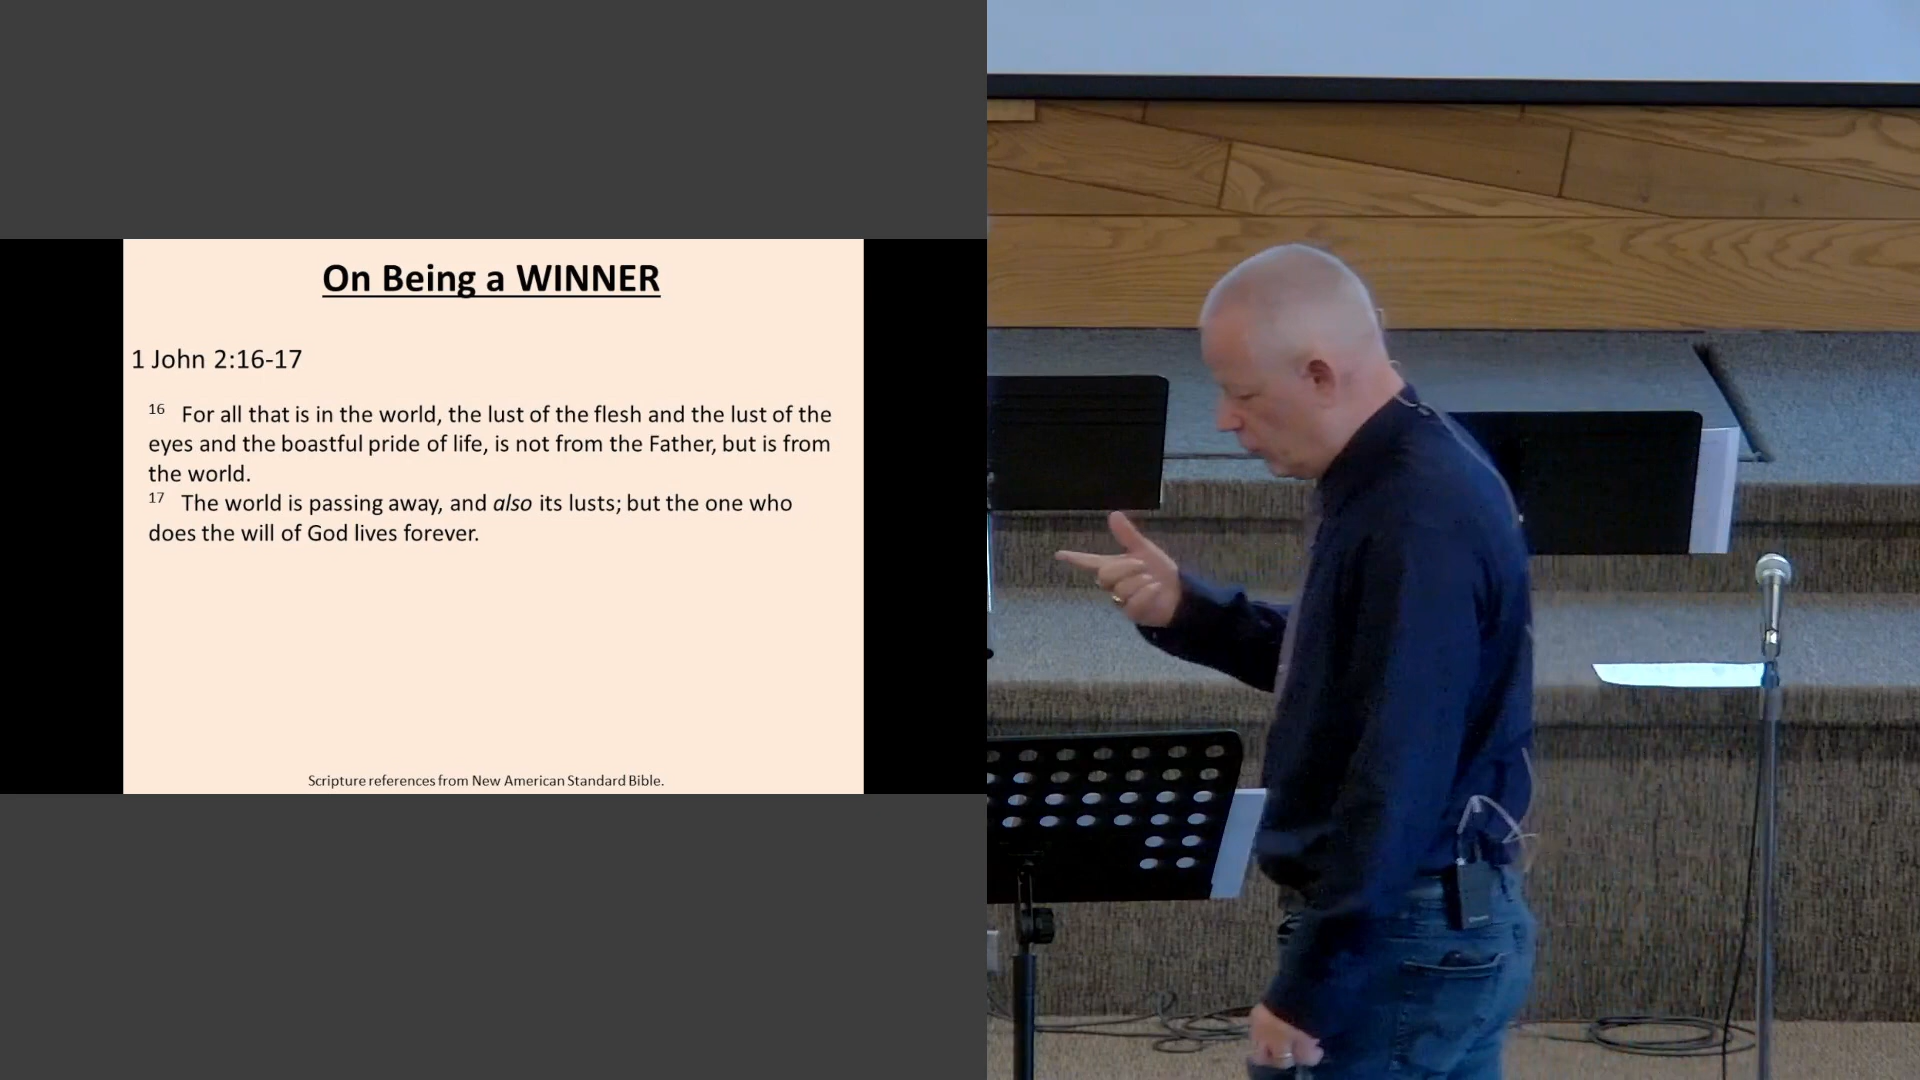 On Being a WINNER
1 John 2:16-17
16 For all that is in the world, the lust of the flesh and the lust of the
eyes and the boastful pride of life, is not from the Father, but is from
the world.
17 The world is passing away, and also its lusts; but the one who
does the will of God lives forever.
Scripture references from New American Standard Bible.